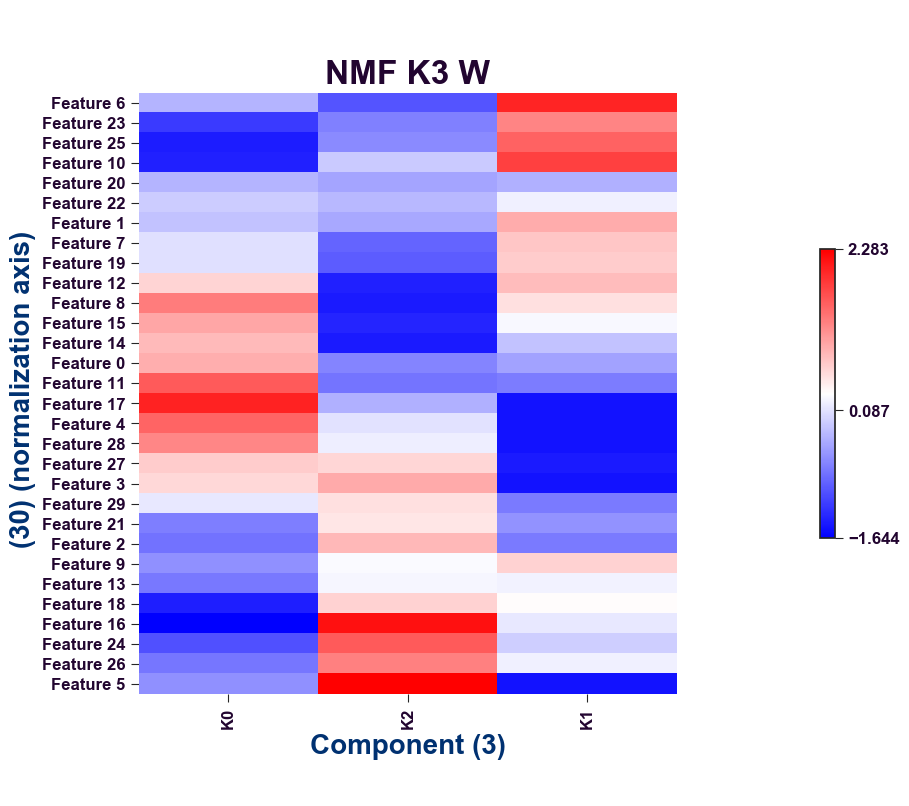 NMF K3 W
Feature 6
Feature 23
Feature 25
Feature 10
Feature 20
Feature 22
Feature 1
Feature 7
Feature 19
Feature 12
Feature 8
Feature 15
Feature 14
Feature 0
Feature 11
Feature 17
Feature 4
Feature 28
Feature 27
Feature 3
Feature 29
Feature 21
Feature 2
Feature 9
Feature 13
Feature 18
Feature 16
Feature 24
Feature 26
Feature 5
(30) (normalization axis)
K0
K2
K1
Component (3)
2.283
0.087
−1.644